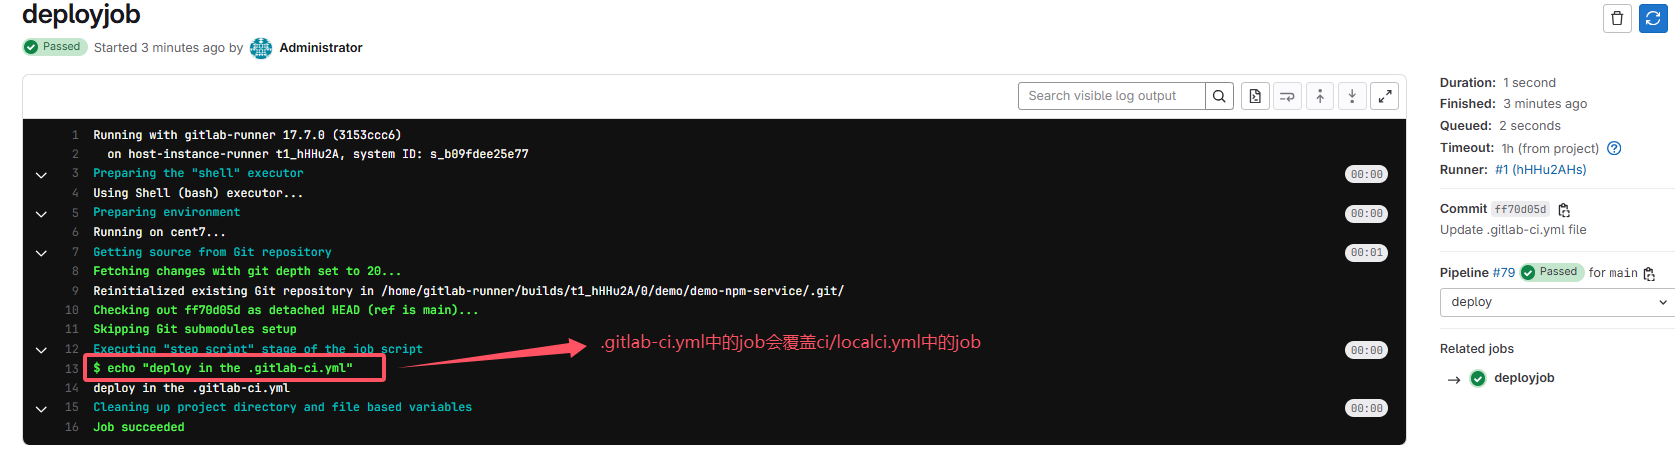 deployjob
Passed Started 3 minutes ago by Administrator
Search visible log output
1 Running with gitlab-runner 17.7.0 (3153ccc6)
2 on host-instance-runner t1_hHHu2A, system ID: s_b09fdee25e77
3 Preparing the "shell" executor 00:00
4 Using Shell (bash) executor...
5 Preparing environment 00:00
6 Running on cent7...
7 Getting source from Git repository 00:01
8 Fetching changes with git depth set to 20...
9 Reinitialized existing Git repository in /home/gitlab-runner/builds/t1_hHHu2A/0/demo/demo-npm-service/.git/
10 Checking out ff70d05d as detached HEAD (ref is main)...
11 Skipping Git submodules setup
12 Executing "step_script" stage of the job script 00:00
.gitlab-ci.yml中的job会覆盖ci/localci.yml中的job
13 $ echo "deploy in the .gitlab-ci.yml"
14 deploy in the .gitlab-ci.yml
15 Cleaning up project directory and file based variables 00:00
16 Job succeeded
Duration: 1 second
Finished: 3 minutes ago
Queued: 2 seconds
Timeout: 1h (from project)
Runner: #1 (hHHu2AHs)
Commit ff70d05d
Update .gitlab-ci.yml file
Pipeline #79 Passed for main
deploy
Related jobs
→ deployjob